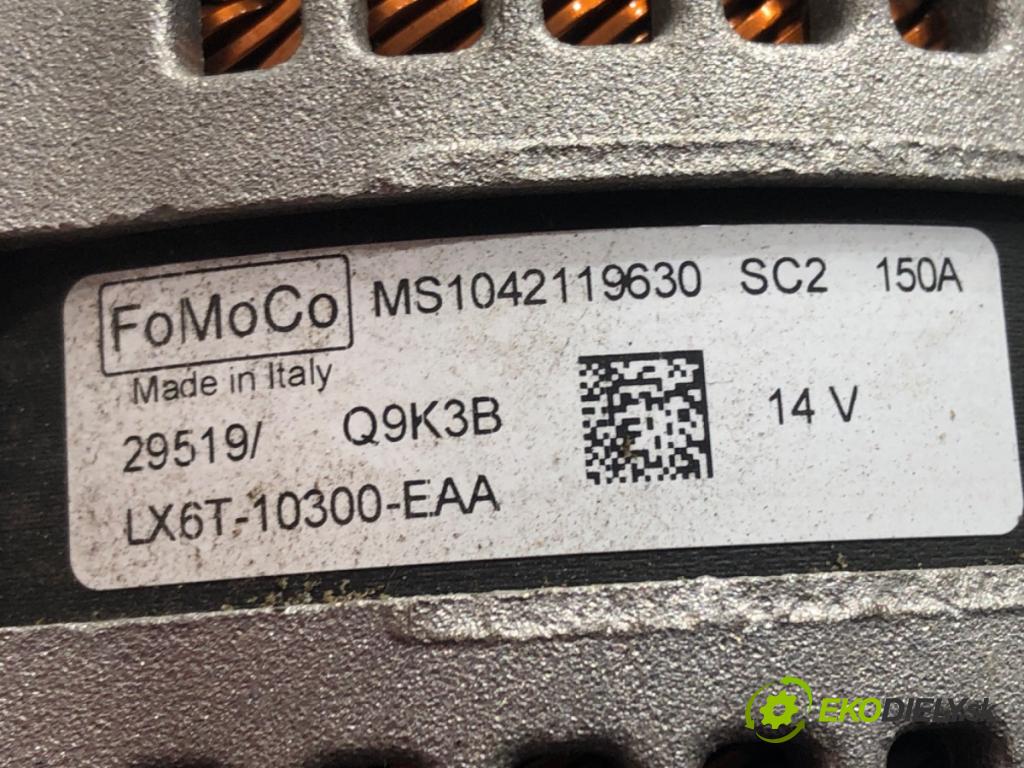 FoMoCo MS1042119630 SC2 150A
Made in Italy
29519/ Q9K3B 14 V
LX6T-10300-EAA
EKODIELY.sk